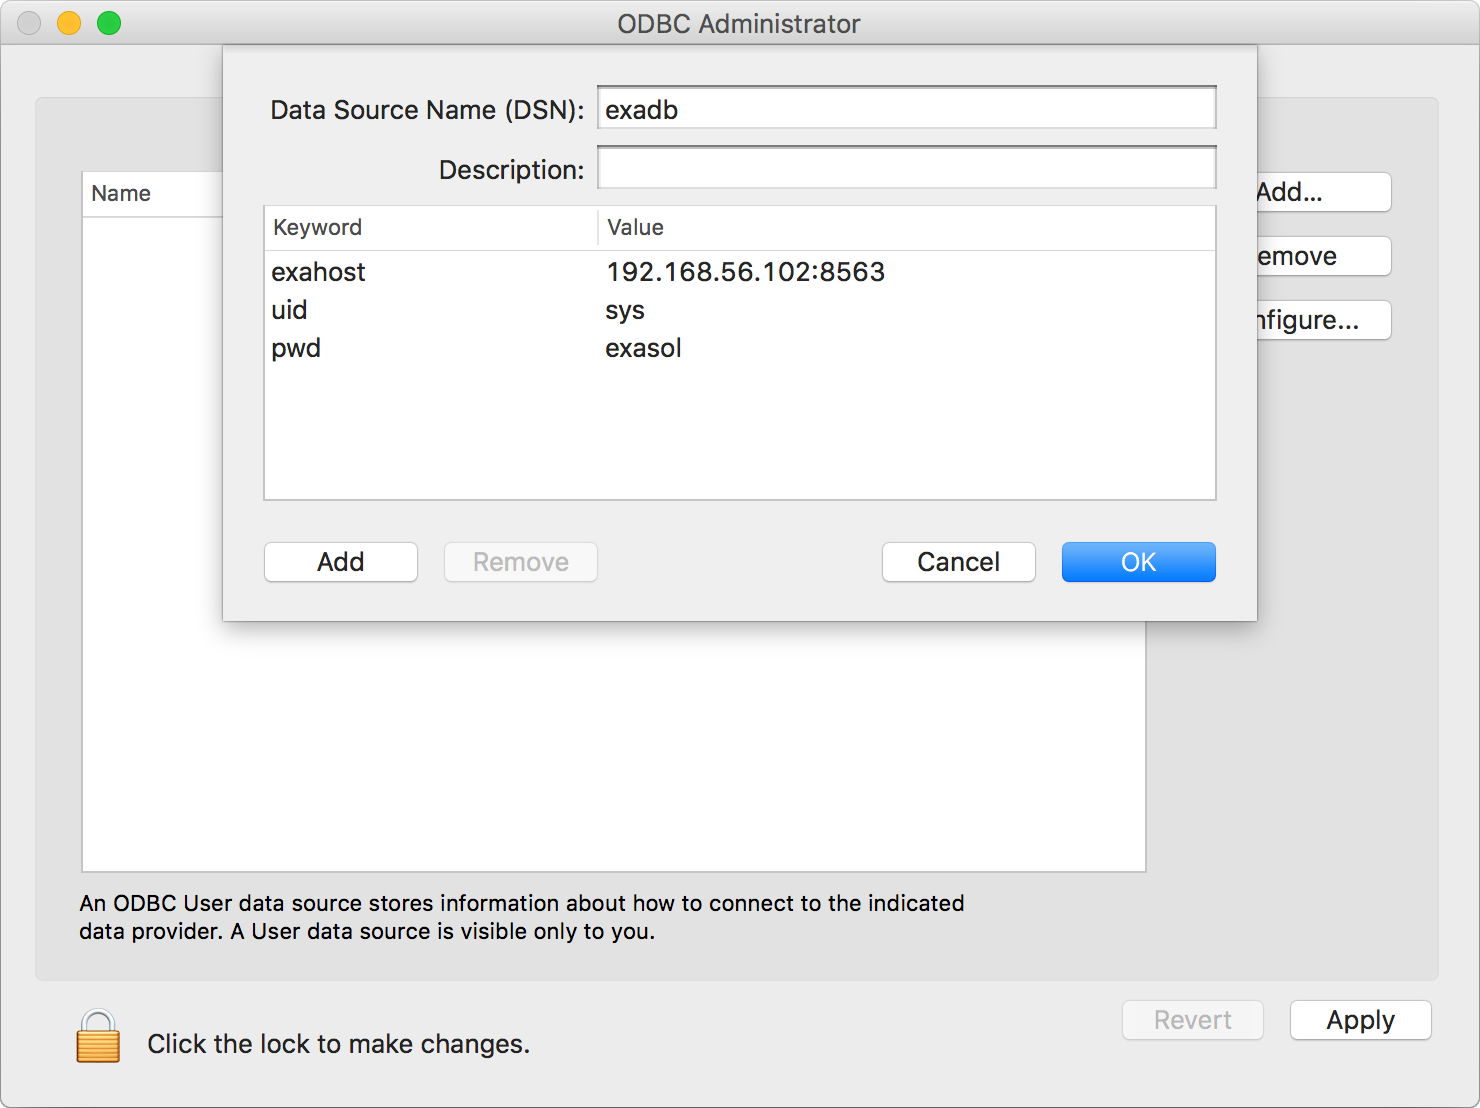 ODBC Administrator
Data Source Name (DSN): exadb
Description:
Name
Keyword Value
exahost 192.168.56.102:8563
uid sys
pwd exasol
Add Remove Cancel OK
Add...
emove
nfigure...
An ODBC User data source stores information about how to connect to the indicated
data provider. A User data source is visible only to you.
Click the lock to make changes.
Revert Apply